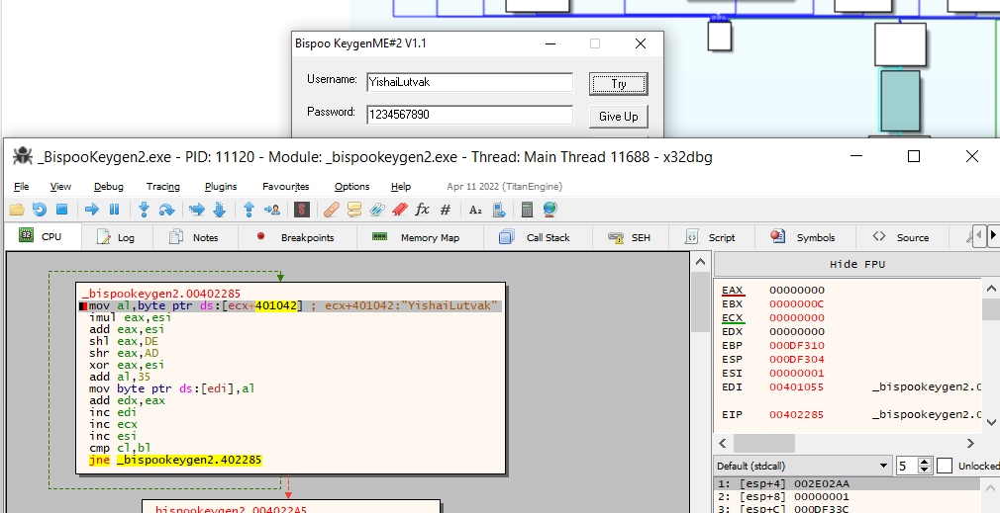 Bispoo KeygenME#2 V1.1
Username: YishaiLutvak Try
Password: 1234567890 Give Up
_BispooKeygen2.exe - PID: 11120 - Module: _bispookeygen2.exe - Thread: Main Thread 11688 - x32dbg
File View Debug Tracing Plugins Favourites Options Help Apr 11 2022 (TitanEngine)
CPU Log Notes Breakpoints Memory Map Call Stack SEH Script Symbols Source
Hide FPU
_bispookeygen2.00402285
mov al,byte ptr ds:[ecx+401042] ; ecx+401042:"YishaiLutvak"
imul eax,esi
add eax,esi
shl eax,DE
shr eax,AD
xor eax,esi
add al,35
mov byte ptr ds:[edi],al
add edx,eax
inc edi
inc ecx
inc esi
cmp cl,bl
jne _bispookeygen2.402285
_bispookeygen2.004022A5
EAX 00000000
EBX 0000000C
ECX 00000000
EDX 00000000
EBP 000DF310
ESP 000DF304
ESI 00000001
EDI 00401055 _bispookeygen2.0
EIP 00402285 _bispookeygen2.0
Default (stdcall) 5 Unlocked
1: [esp+4] 002E02AA
2: [esp+8] 00000001
3: [esp+C] 000DF33C